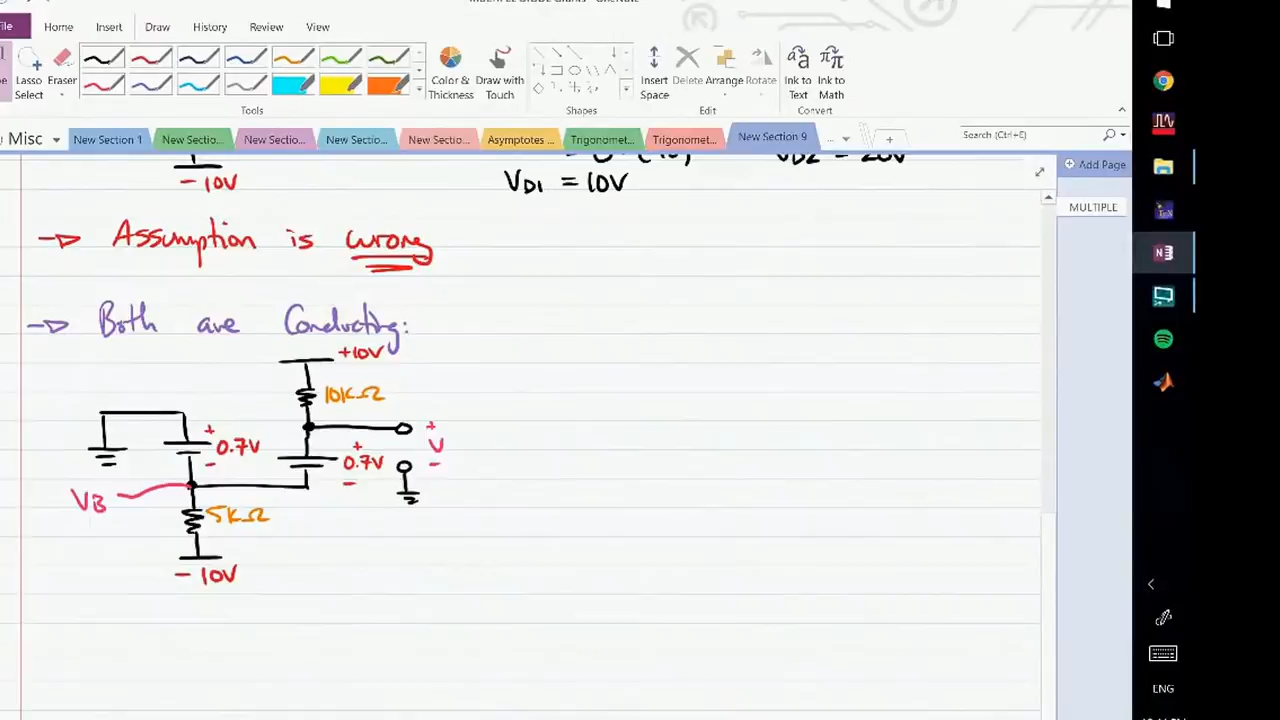 File Home Insert Draw History Review View
Lasso Select Eraser Color & Thickness Draw with Touch Insert Space Delete Arrange Rotate Ink to Text Ink to Math
Tools Shapes Edit Convert
Misc New Section 1 New Sectio... New Sectio... New Sectio... New Sectio... Asymptotes ... Trigonomet... Trigonomet... New Section 9 ... + Search (Ctrl+E)
VD2 = 20V
-10V
VD1 = 10V
Add Page
MULTIPLE
→ Assumption is wrong
→ Both are Conducting:
+10V
10KΩ
+ 0.7V -
+ 0.7V -
+ V -
VB
5KΩ
-10V
ENG